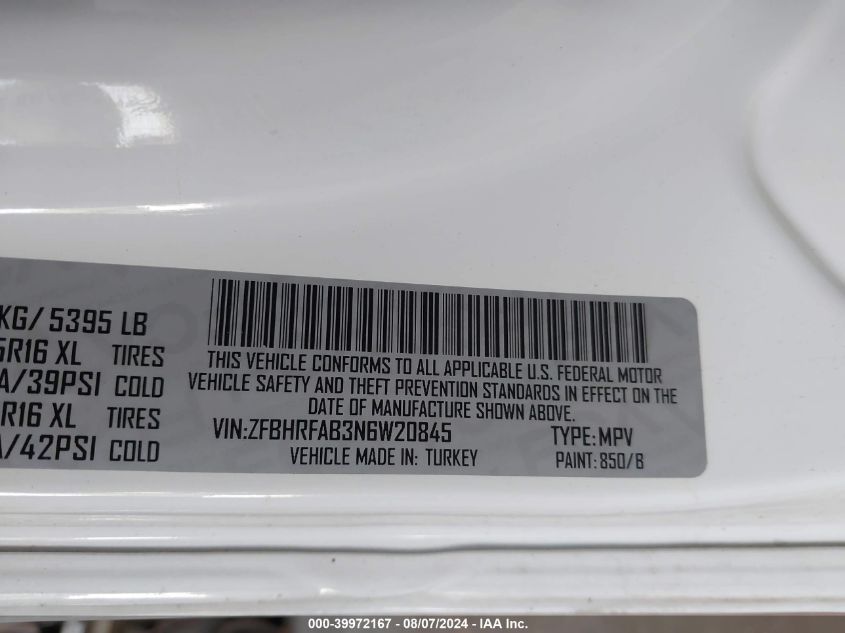 KG/ 5395 LB
5R16 XL TIRES
A/39PSI COLD
R16 XL TIRES
A/42PSI COLD
THIS VEHICLE CONFORMS TO ALL APPLICABLE U.S. FEDERAL MOTOR
VEHICLE SAFETY AND THEFT PREVENTION STANDARDS IN EFFECT ON THE
DATE OF MANUFACTURE SHOWN ABOVE.
VIN:ZFBHRFAB3N6W20845 TYPE:MPV
VEHICLE MADE IN: TURKEY PAINT: 850/B
000-39972167 - 08/07/2024 - IAA Inc.